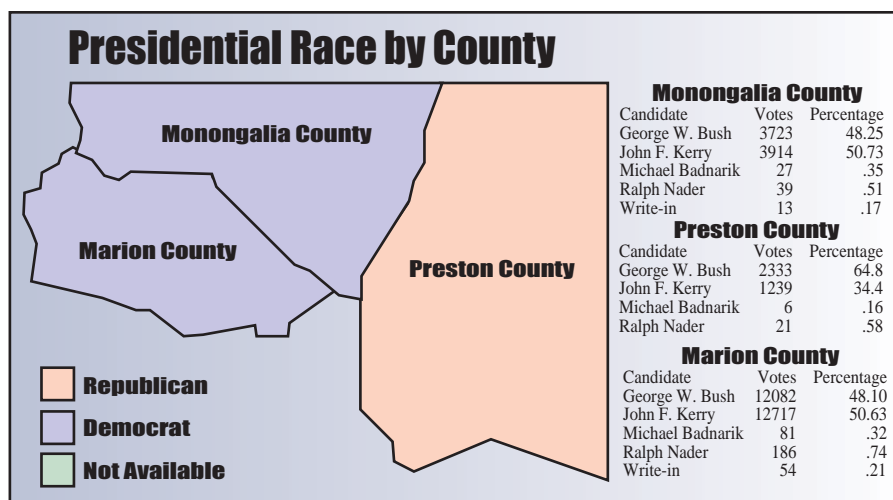 Presidential Race by County
Monongalia County
Marion County
Preston County
Republican
Democrat
Not Available
Monongalia County
Candidate Votes Percentage
George W. Bush 3723 48.25
John F. Kerry 3914 50.73
Michael Badnarik 27 .35
Ralph Nader 39 .51
Write-in 13 .17
Preston County
Candidate Votes Percentage
George W. Bush 2333 64.8
John F. Kerry 1239 34.4
Michael Badnarik 6 .16
Ralph Nader 21 .58
Marion County
Candidate Votes Percentage
George W. Bush 12082 48.10
John F. Kerry 12717 50.63
Michael Badnarik 81 .32
Ralph Nader 186 .74
Write-in 54 .21